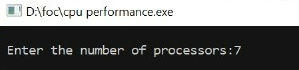 D:\foc\cpu performance.exe
Enter the number of processors:7